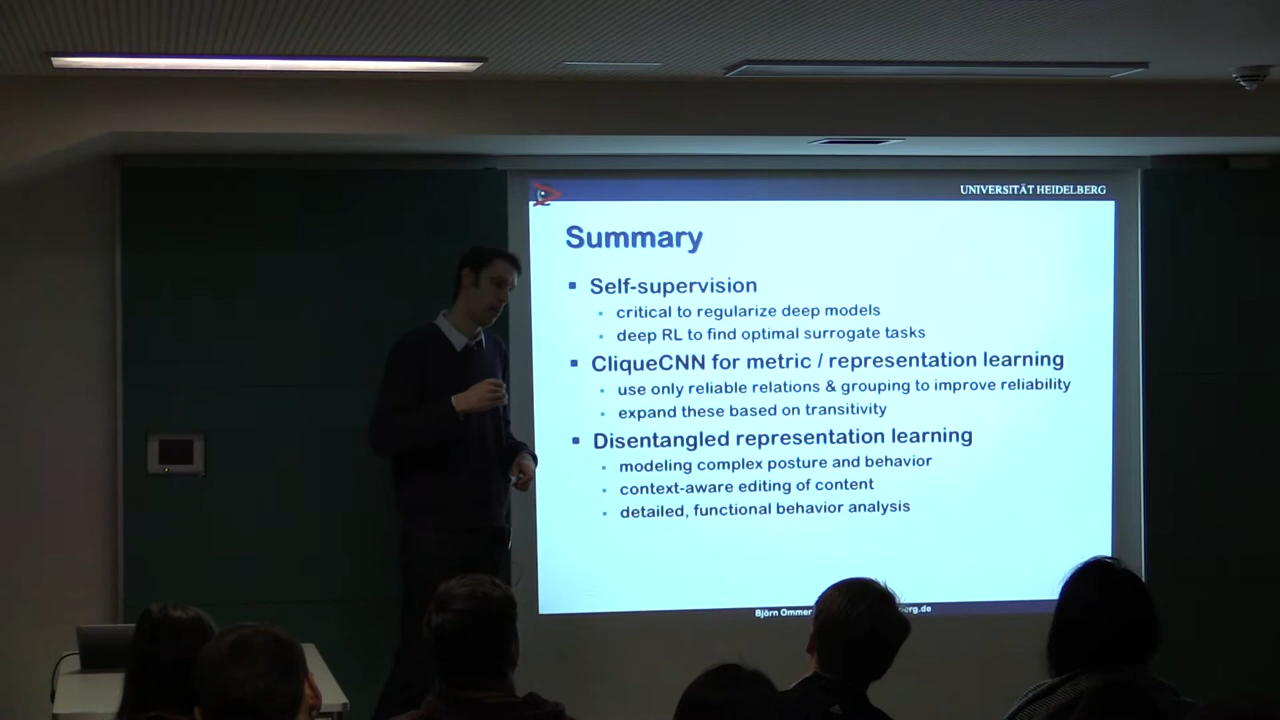 UNIVERSITÄT HEIDELBERG
Summary
Self-supervision
critical to regularize deep models
deep RL to find optimal surrogate tasks
CliqueCNN for metric / representation learning
use only reliable relations & grouping to improve reliability
expand these based on transitivity
Disentangled representation learning
modeling complex posture and behavior
context-aware editing of content
detailed, functional behavior analysis
Björn Ommer